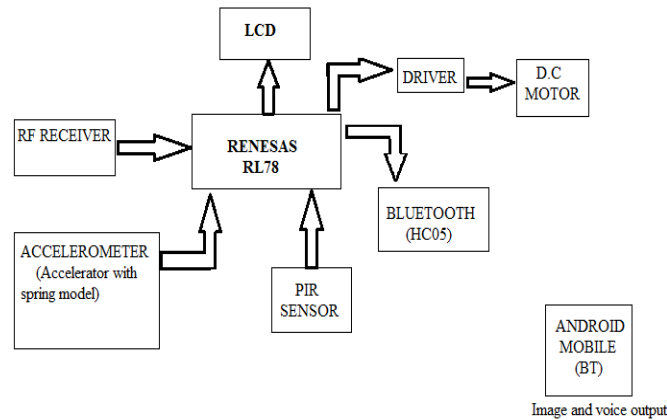 LCD
DRIVER
D.C
MOTOR
RF RECEIVER
RENESAS
RL78
BLUETOOTH
(HC05)
ACCELEROMETER
(Accelerator with
spring model)
PIR
SENSOR
ANDROID
MOBILE
(BT)
Image and voice output